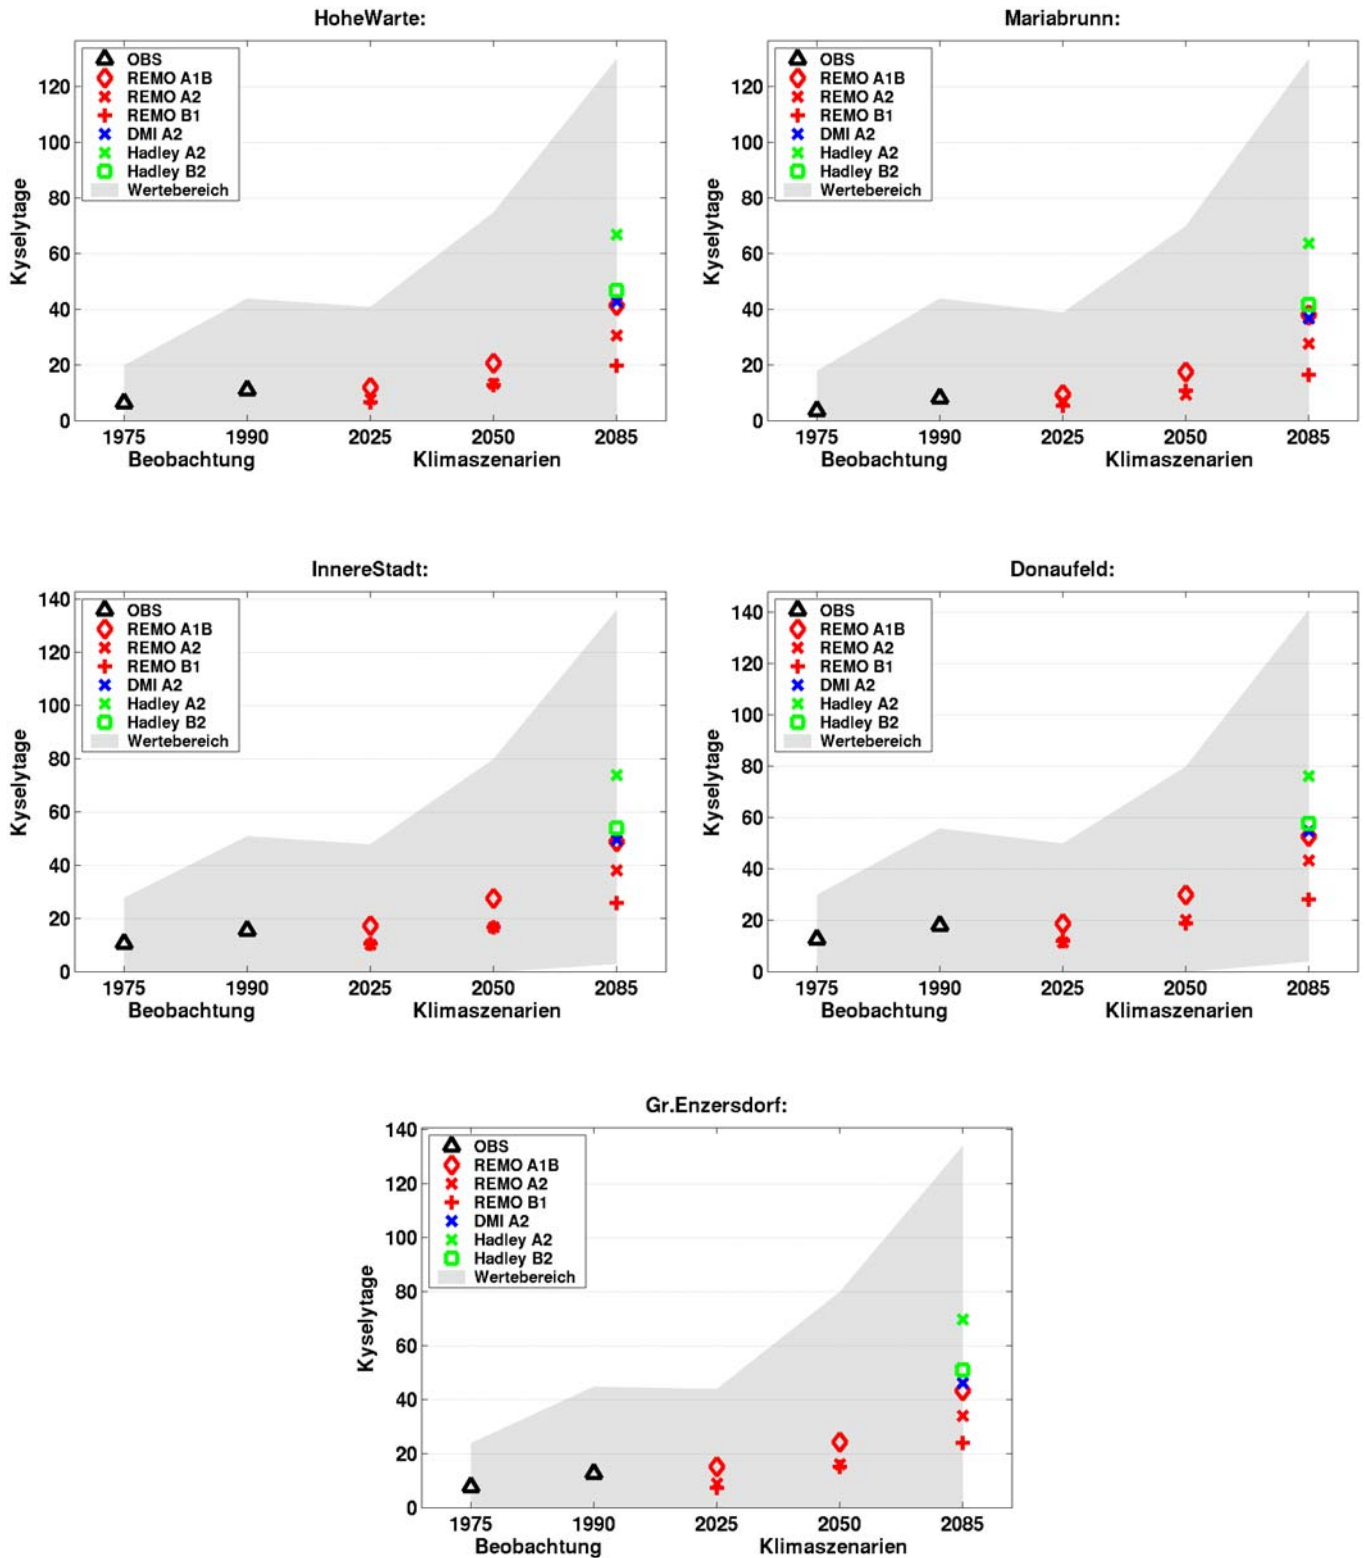 HoheWarte:
Kyselytage
120
100
80
60
40
20
0
OBS
REMO A1B
REMO A2
REMO B1
DMI A2
Hadley A2
Hadley B2
Wertebereich
1975 1990 2025 2050 2085
Beobachtung Klimaszenarien
Mariabrunn:
Kyselytage
120
100
80
60
40
20
0
OBS
REMO A1B
REMO A2
REMO B1
DMI A2
Hadley A2
Hadley B2
Wertebereich
1975 1990 2025 2050 2085
Beobachtung Klimaszenarien
InnereStadt:
Kyselytage
140
120
100
80
60
40
20
0
OBS
REMO A1B
REMO A2
REMO B1
DMI A2
Hadley A2
Hadley B2
Wertebereich
1975 1990 2025 2050 2085
Beobachtung Klimaszenarien
Donaufeld:
Kyselytage
140
120
100
80
60
40
20
0
OBS
REMO A1B
REMO A2
REMO B1
DMI A2
Hadley A2
Hadley B2
Wertebereich
1975 1990 2025 2050 2085
Beobachtung Klimaszenarien
Gr.Enzersdorf:
Kyselytage
140
120
100
80
60
40
20
0
OBS
REMO A1B
REMO A2
REMO B1
DMI A2
Hadley A2
Hadley B2
Wertebereich
1975 1990 2025 2050 2085
Beobachtung Klimaszenarien